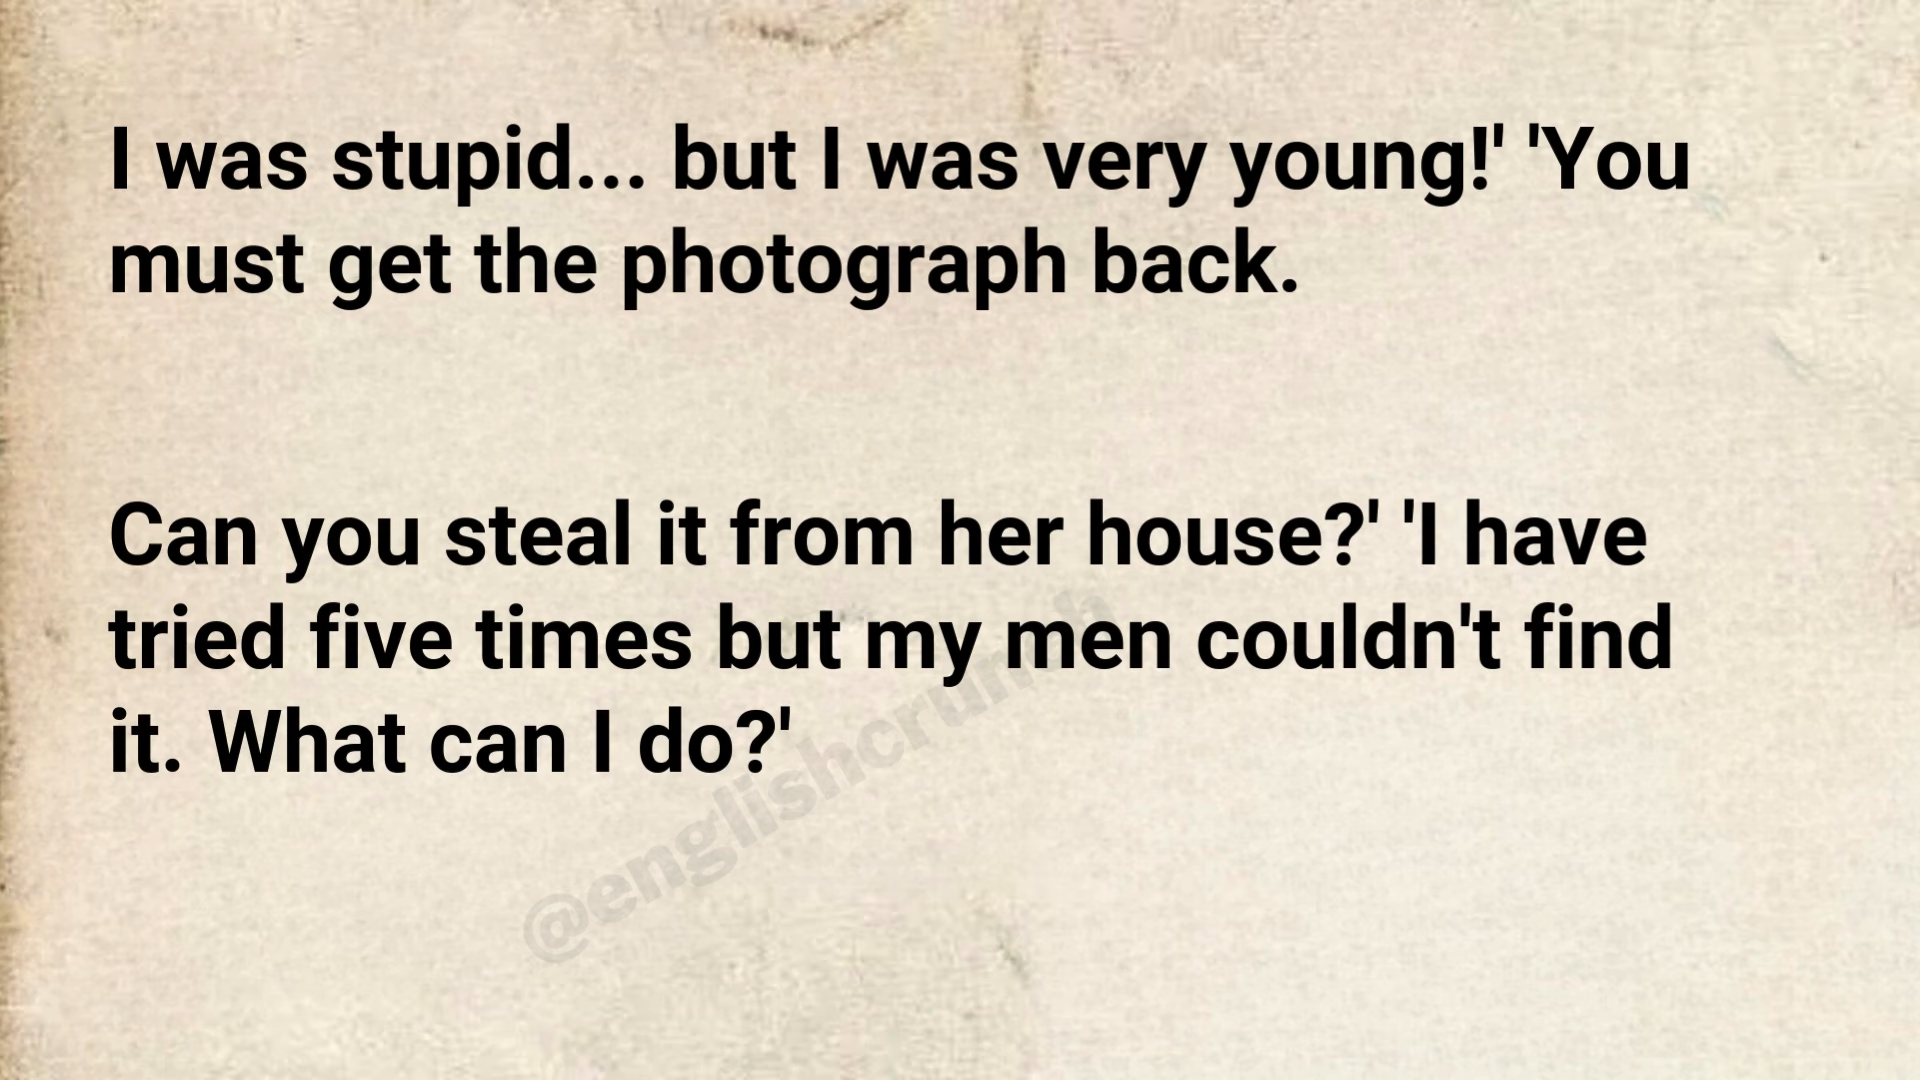 I was stupid... but I was very young!' 'You
must get the photograph back.
Can you steal it from her house?' 'I have
tried five times but my men couldn't find
it. What can I do?'
@englishcrunch